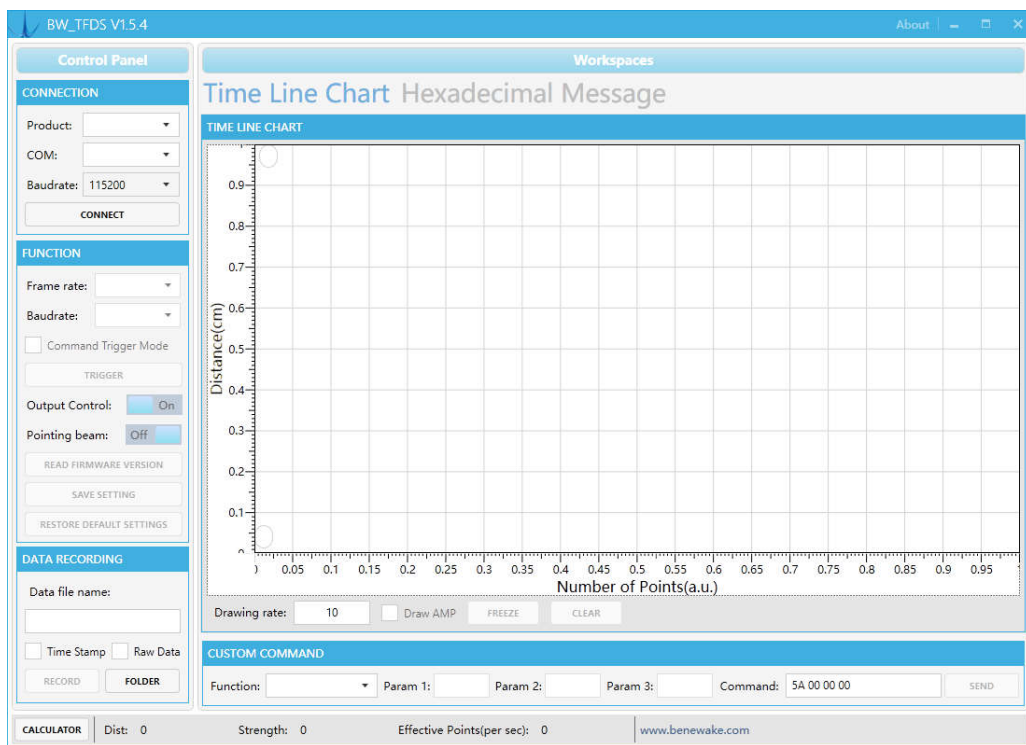 BW_TFDS V1.5.4
About
Control Panel
Workspaces
CONNECTION
Product:
COM:
Baudrate: 115200
CONNECT
FUNCTION
Frame rate:
Baudrate:
Command Trigger Mode
TRIGGER
Output Control: On
Pointing beam: Off
READ FIRMWARE VERSION
SAVE SETTING
RESTORE DEFAULT SETTINGS
DATA RECORDING
Data file name:
Time Stamp Raw Data
RECORD FOLDER
Time Line Chart Hexadecimal Message
TIME LINE CHART
Distance(cm)
0.9
0.8
0.7
0.6
0.5
0.4
0.3
0.2
0.1
0.05 0.1 0.15 0.2 0.25 0.3 0.35 0.4 0.45 0.5 0.55 0.6 0.65 0.7 0.75 0.8 0.85 0.9 0.95
Number of Points(a.u.)
Drawing rate: 10 Draw AMP FREEZE CLEAR
CUSTOM COMMAND
Function: Param 1: Param 2: Param 3: Command: 5A 00 00 00 SEND
CALCULATOR Dist: 0 Strength: 0 Effective Points(per sec): 0 www.benewake.com